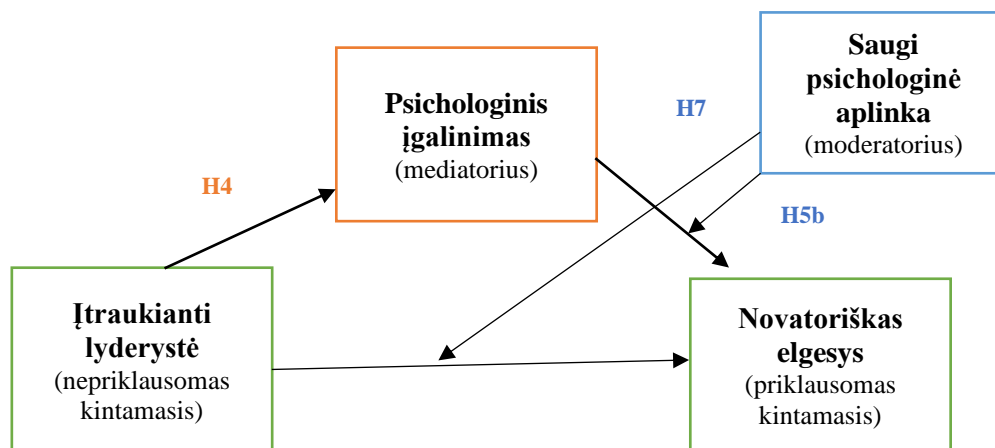 Saugi
psichologinė
aplinka
(moderatorius)
Psichologinis
įgalinimas
(mediatorius)
H7
H4
H5b
Įtraukianti
lyderystė
(nepriklausomas
kintamasis)
Novatoriškas
elgesys
(priklausomas
kintamasis)